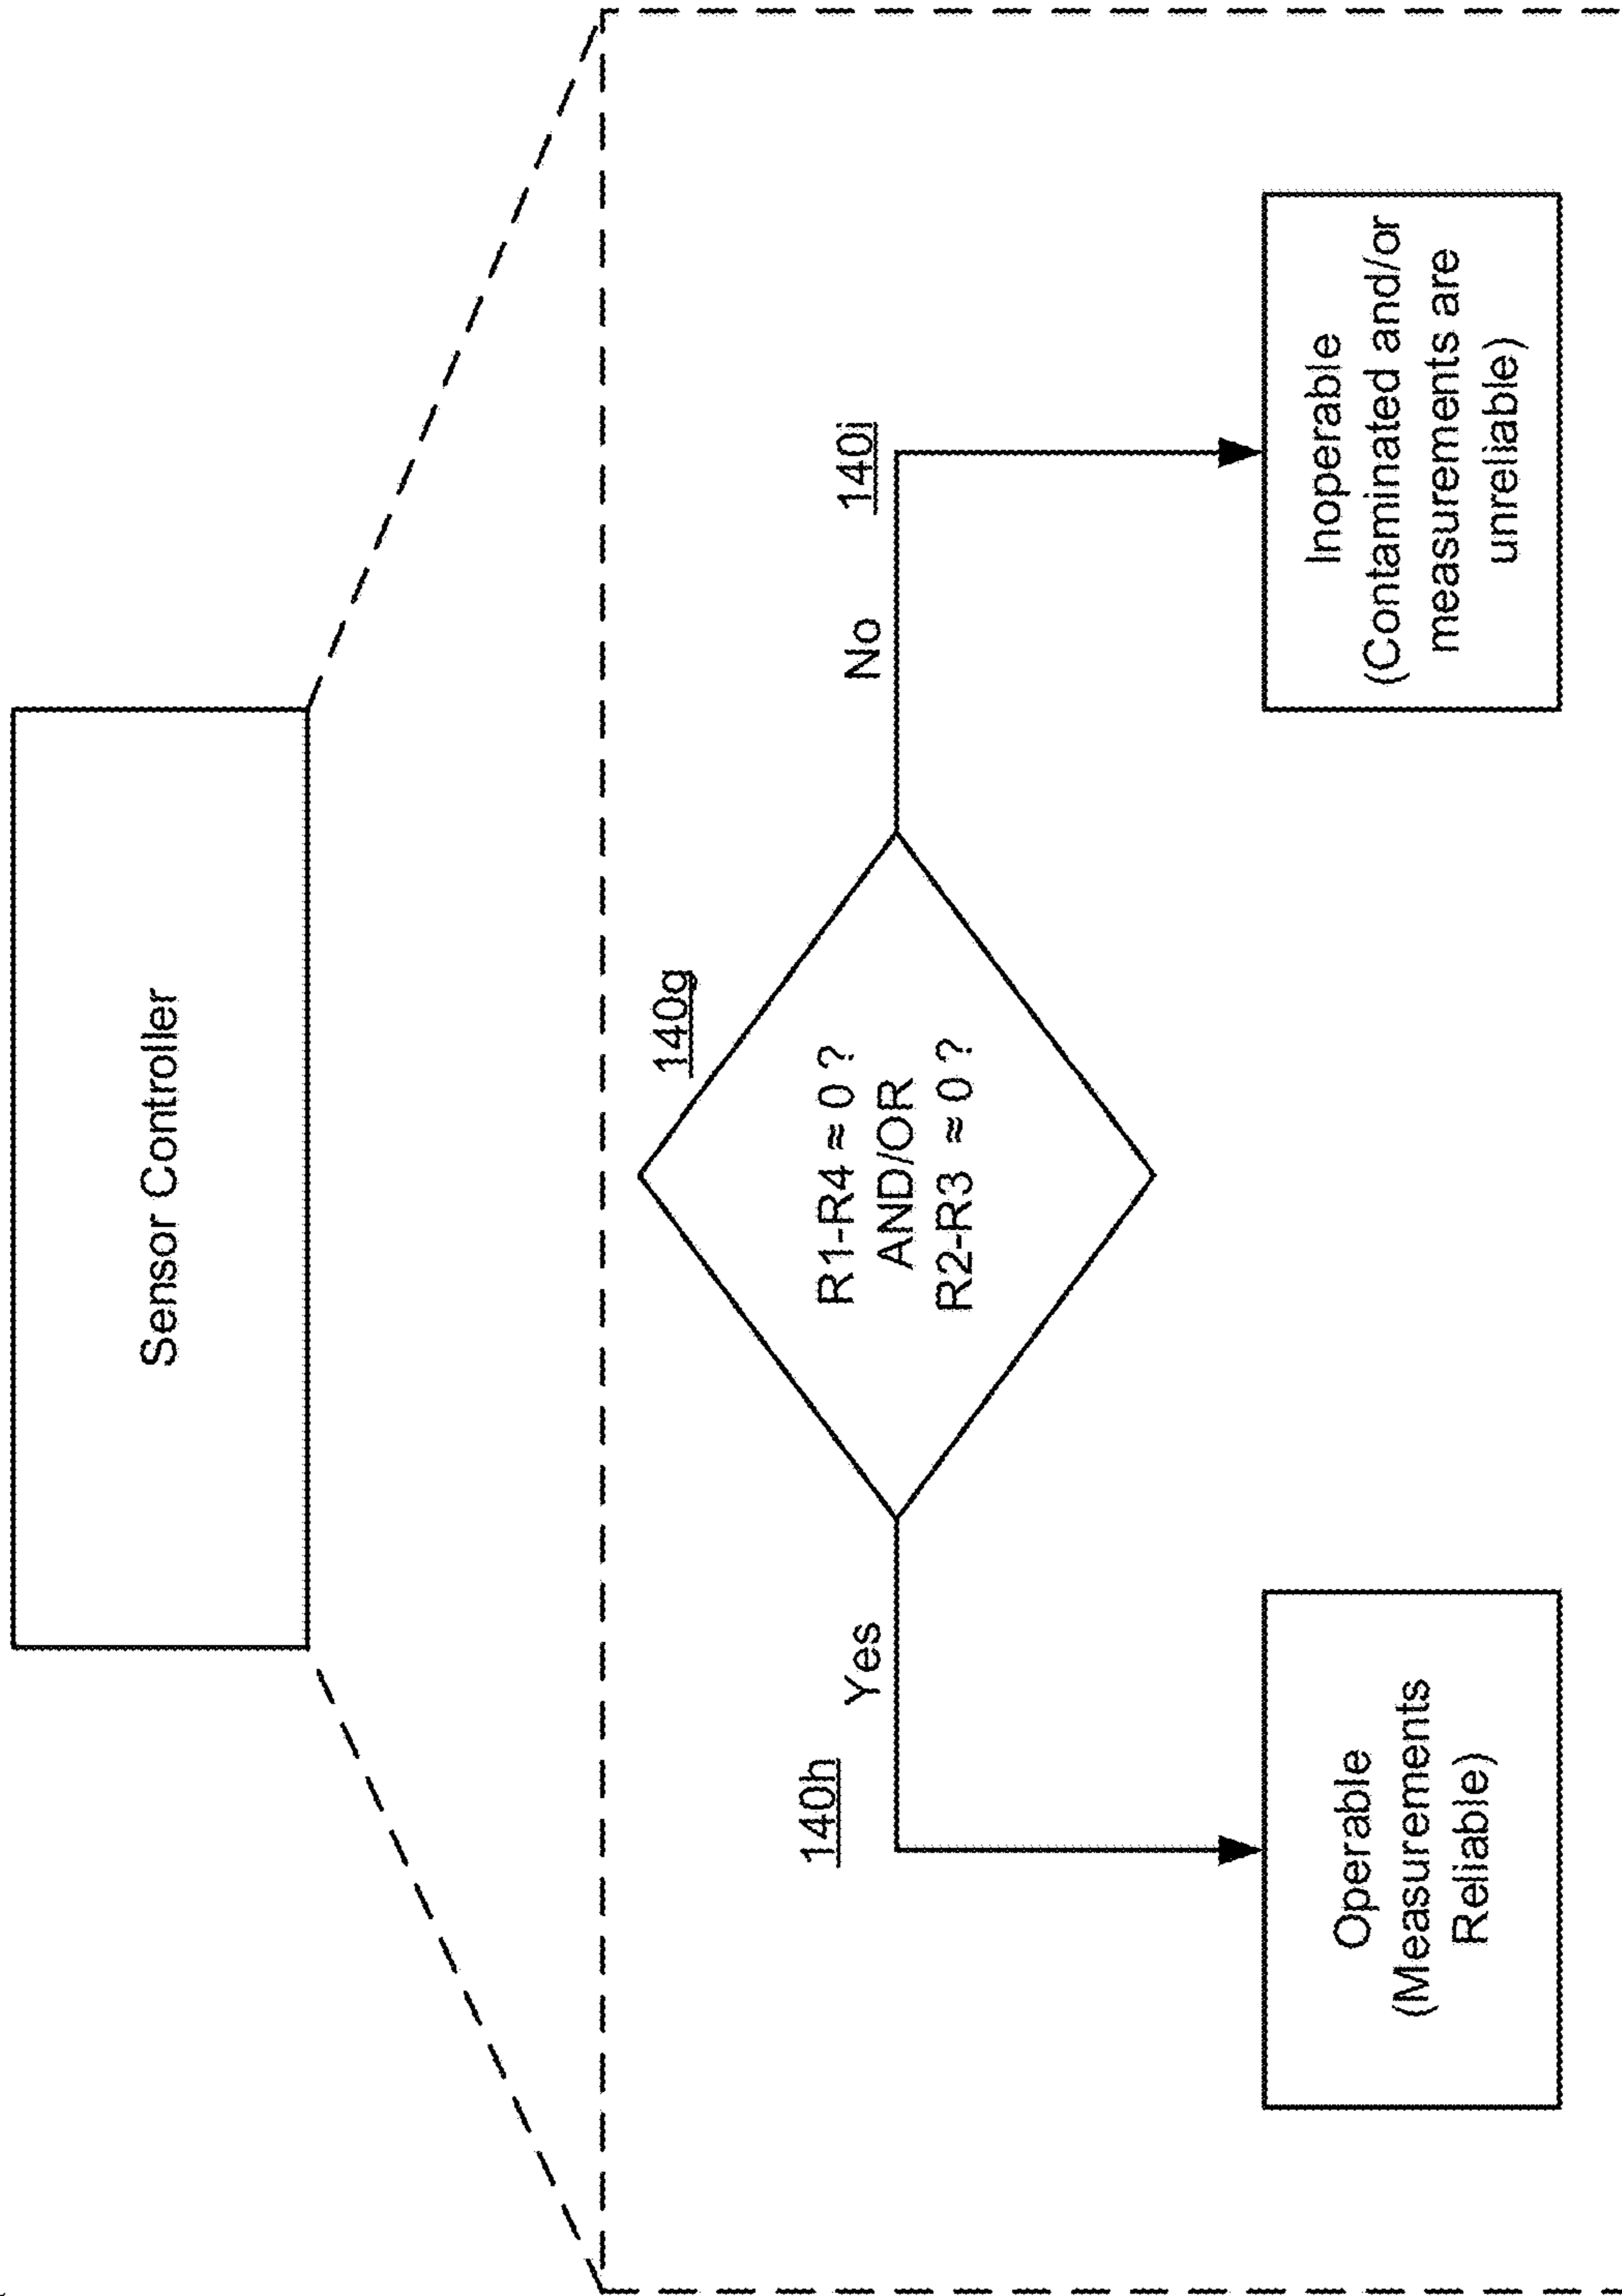 Sensor Controller
140g
R1-R4 ≈ 0 ?
AND/OR
R2-R3 ≈ 0 ?
140h
Yes
No
140i
Operable
(Measurements
Reliable)
Inoperable
(Contaminated and/or
measurements are
unreliable)